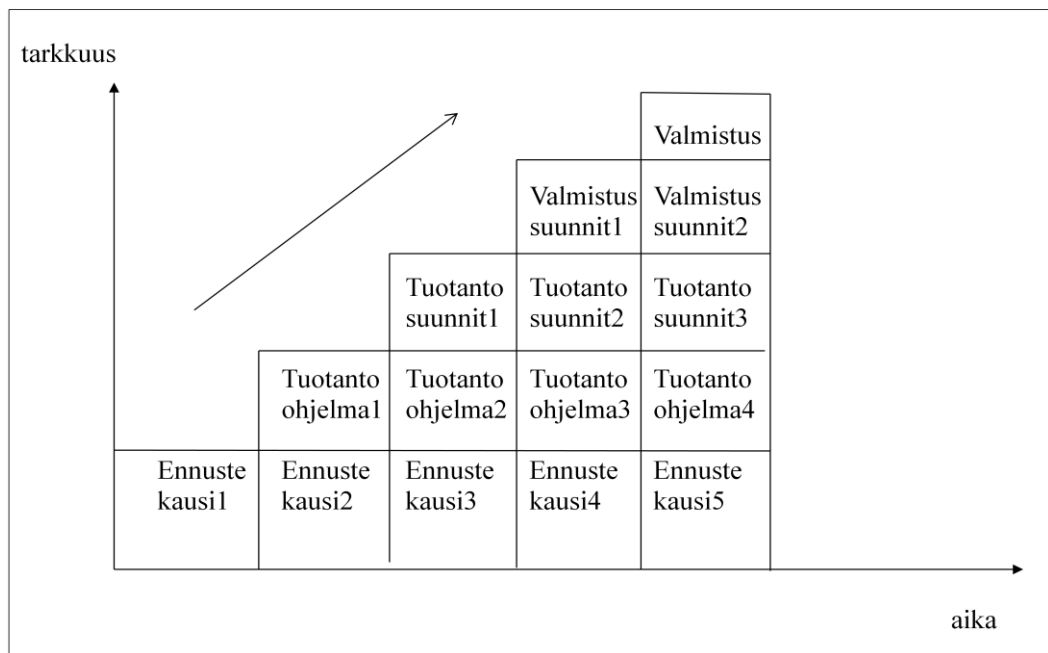 tarkkuus
Valmistus
Valmistus Valmistus
suunnit1 suunnit2
Tuotanto Tuotanto Tuotanto
suunnit1 suunnit2 suunnit3
Tuotanto Tuotanto Tuotanto Tuotanto
ohjelma1 ohjelma2 ohjelma3 ohjelma4
Ennuste Ennuste Ennuste Ennuste Ennuste
kausi1 kausi2 kausi3 kausi4 kausi5
aika